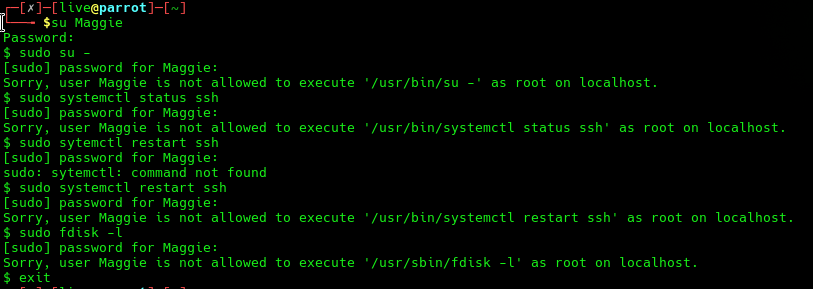 ┌─[✗]─[live@parrot]─[~]
└──╼ $su Maggie
Password:
$ sudo su -
[sudo] password for Maggie:
Sorry, user Maggie is not allowed to execute '/usr/bin/su -' as root on localhost.
$ sudo systemctl status ssh
[sudo] password for Maggie:
Sorry, user Maggie is not allowed to execute '/usr/bin/systemctl status ssh' as root on localhost.
$ sudo sytemctl restart ssh
[sudo] password for Maggie:
sudo: sytemctl: command not found
$ sudo systemctl restart ssh
[sudo] password for Maggie:
Sorry, user Maggie is not allowed to execute '/usr/bin/systemctl restart ssh' as root on localhost.
$ sudo fdisk -l
[sudo] password for Maggie:
Sorry, user Maggie is not allowed to execute '/usr/sbin/fdisk -l' as root on localhost.
$ exit